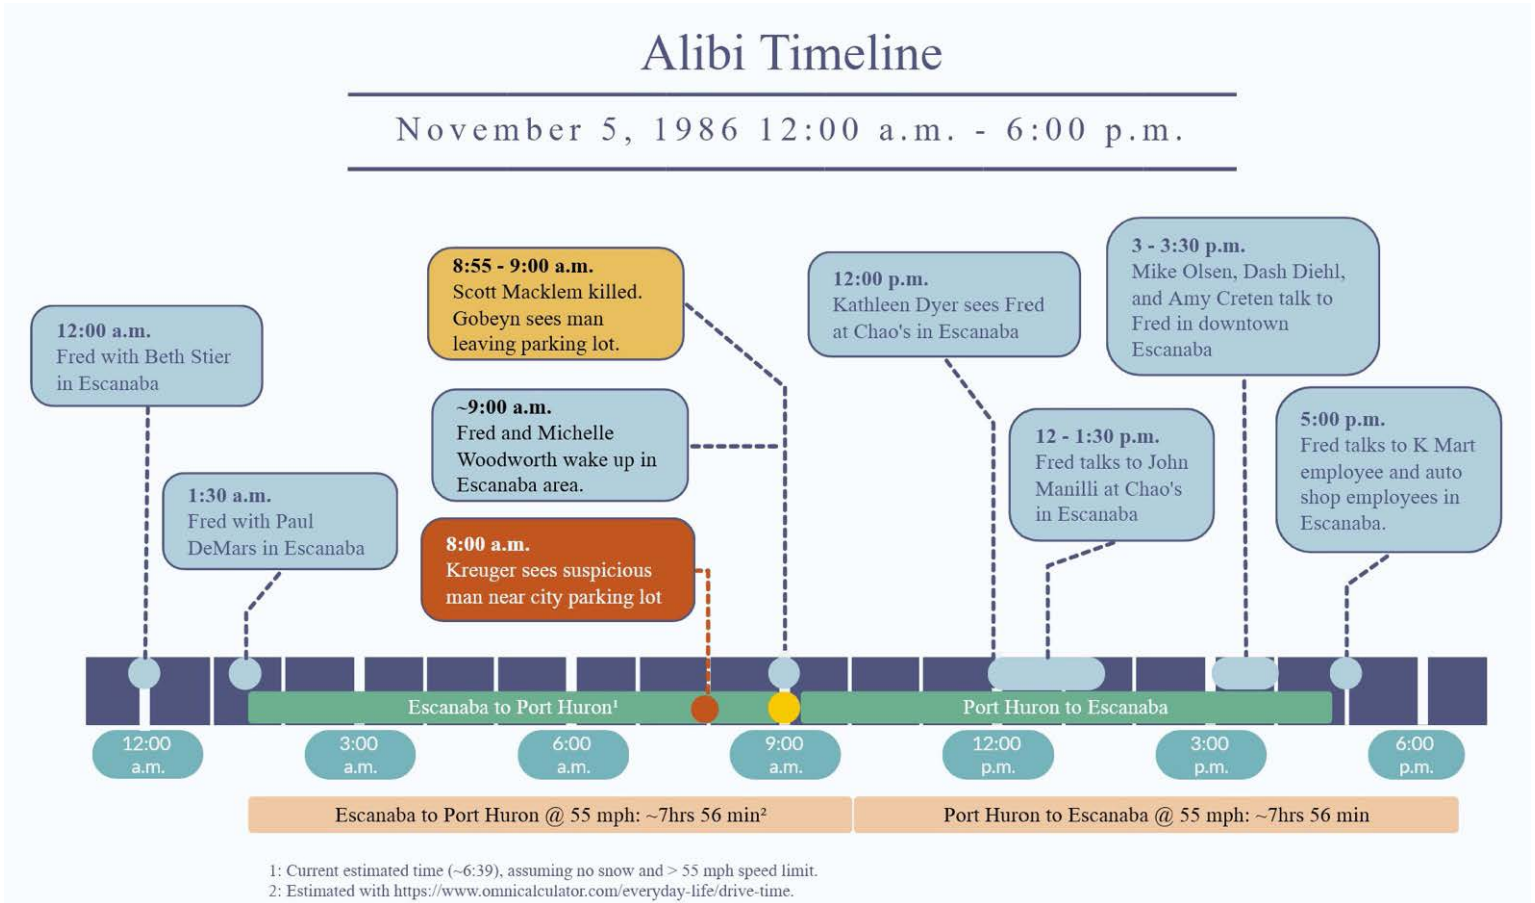 Alibi Timeline
November 5, 1986 12:00 a.m. - 6:00 p.m.
12:00 a.m.
Fred with Beth Stier
in Escanaba
1:30 a.m.
Fred with Paul
DeMars in Escanaba
8:55 - 9:00 a.m.
Scott Macklem killed.
Gobeyn sees man
leaving parking lot.
~9:00 a.m.
Fred and Michelle
Woodworth wake up in
Escanaba area.
8:00 a.m.
Kreuger sees suspicious
man near city parking lot
12:00 p.m.
Kathleen Dyer sees Fred
at Chao's in Escanaba
12 - 1:30 p.m.
Fred talks to John
Manilli at Chao's
in Escanaba
3 - 3:30 p.m.
Mike Olsen, Dash Diehl,
and Amy Creten talk to
Fred in downtown
Escanaba
5:00 p.m.
Fred talks to K Mart
employee and auto
shop employees in
Escanaba.
Escanaba to Port Huron¹
Port Huron to Escanaba
12:00
a.m.
3:00
a.m.
6:00
a.m.
9:00
a.m.
12:00
p.m.
3:00
p.m.
6:00
p.m.
Escanaba to Port Huron @ 55 mph: ~7hrs 56 min²
Port Huron to Escanaba @ 55 mph: ~7hrs 56 min
1: Current estimated time (~6:39), assuming no snow and > 55 mph speed limit.
2: Estimated with https://www.omnicalculator.com/everyday-life/drive-time.